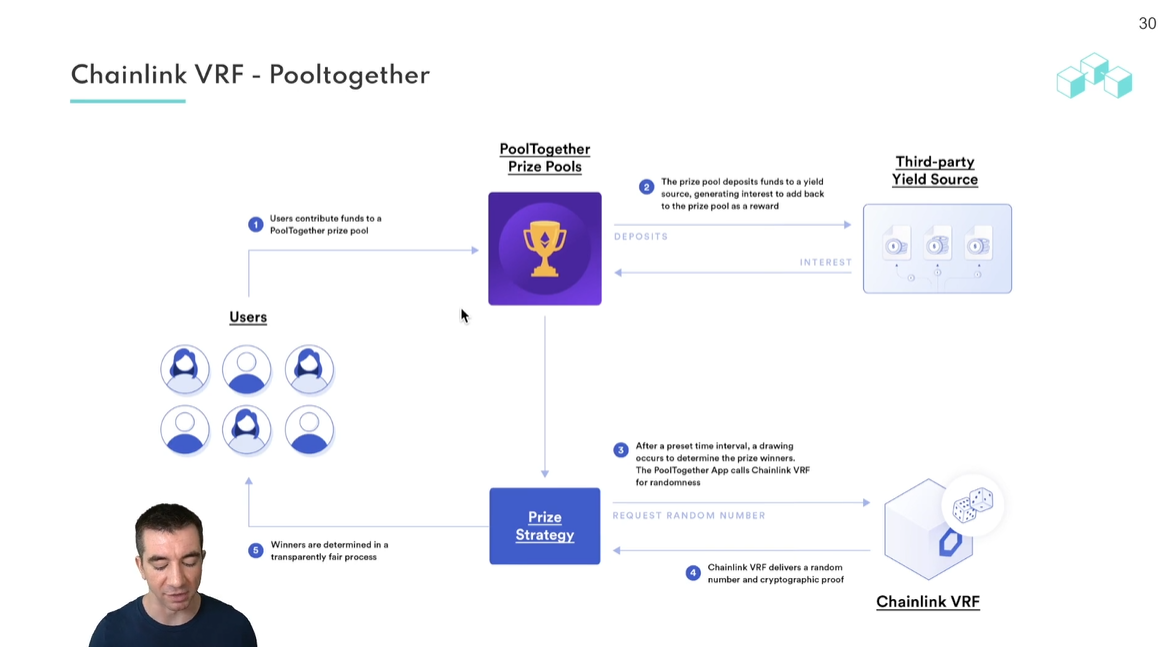 30
Chainlink VRF - Pooltogether
PoolTogether
Prize Pools
Third-party
Yield Source
2
The prize pool deposits funds to a yield
source, generating interest to add back
to the prize pool as a reward
1
Users contribute funds to a
PoolTogether prize pool
DEPOSITS
INTEREST
Users
3
After a preset time interval, a drawing
occurs to determine the prize winners.
The PoolTogether App calls Chainlink VRF
for randomness
REQUEST RANDOM NUMBER
Prize
Strategy
5
Winners are determined in a
transparently fair process
4
Chainlink VRF delivers a random
number and cryptographic proof
Chainlink VRF